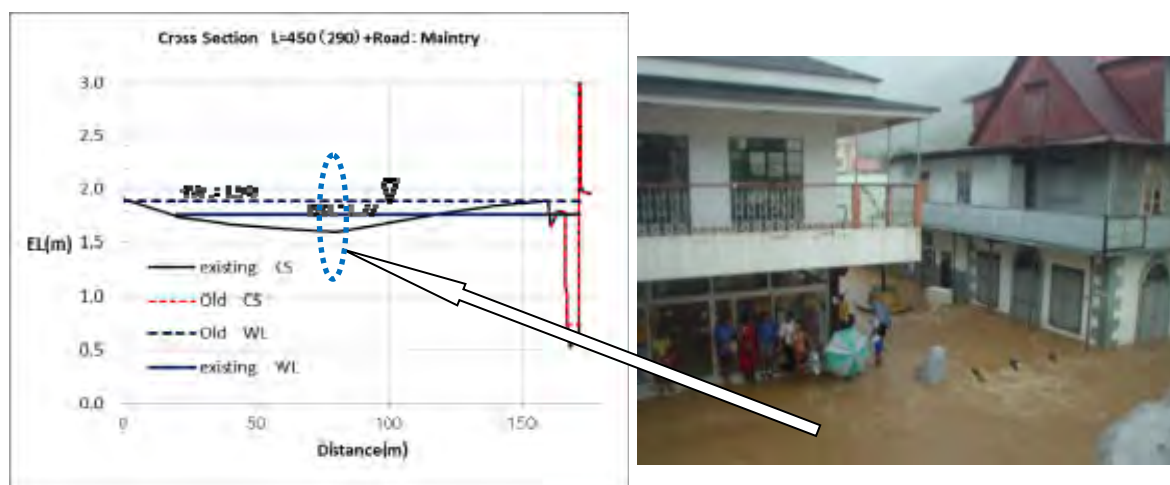 Cross Section L=450(290)+Road: Maintry
3.0
2.5
2.0
1.5
1.0
0.5
0.0
EL(m)
existing CS
Old CS
Old WL
existing WL
0
50
100
150
Distance(m)